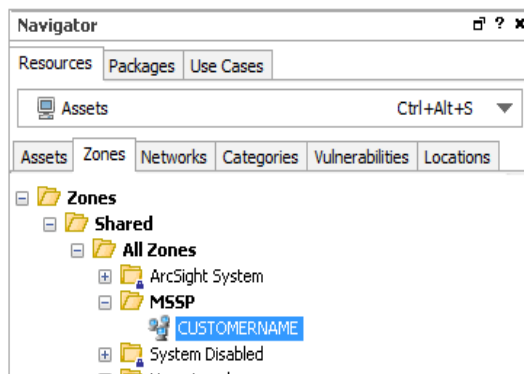 Navigator ?
Resources Packages Use Cases
Assets Ctrl+Alt+S
Assets Zones Networks Categories Vulnerabilities Locations
Zones
Shared
All Zones
ArcSight System
MSSP
CUSTOMERNAME
System Disabled